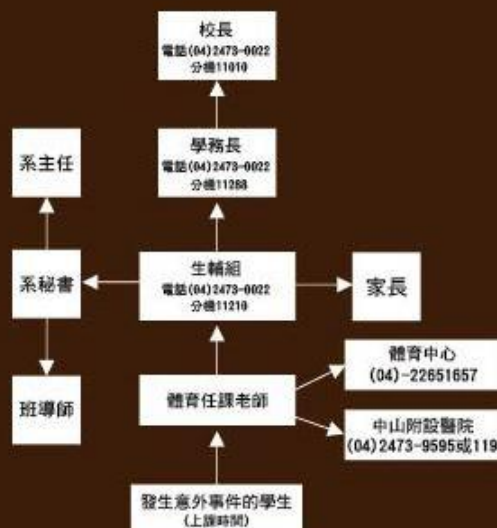 校長
電話(04)2473-0022
分機11010
學務長
電話(04)2473-0022
分機11288
系主任
系秘書
生輔組
電話(04)2473-0022
分機11210
家長
體育中心
(04)-22651657
班導師
體育任課老師
中山附設醫院
(04)2473-9595或119
發生意外事件的學生
(上課時間)